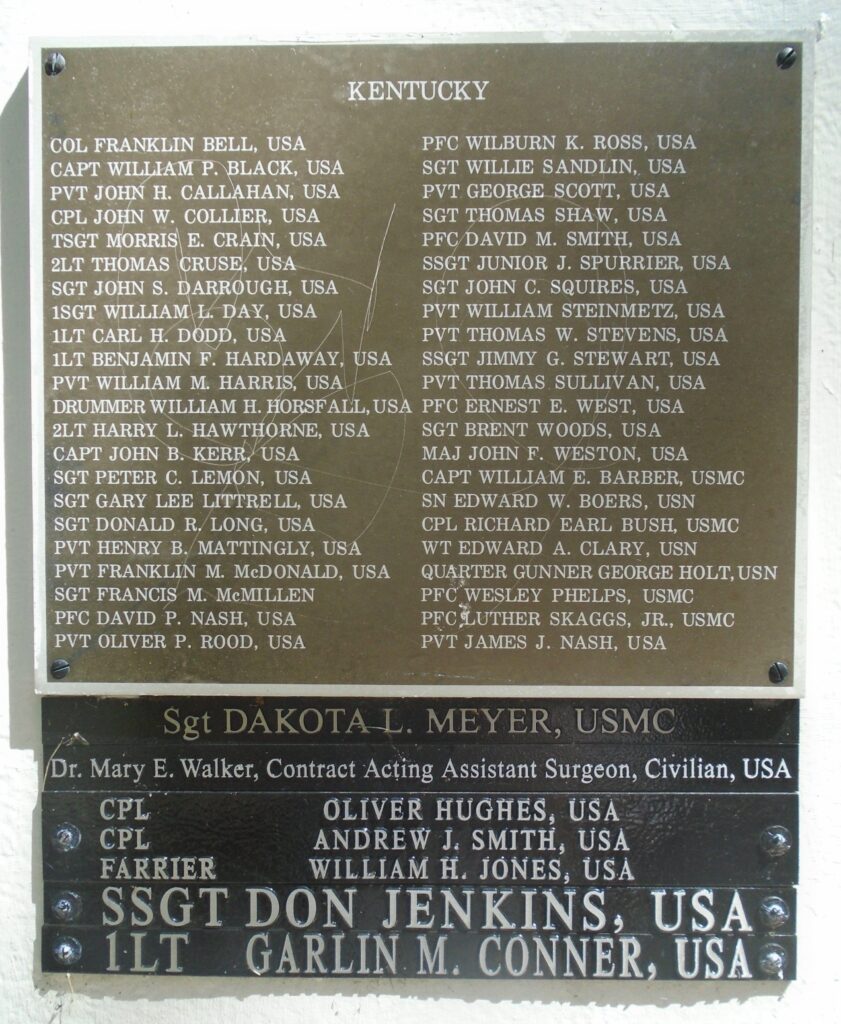 KENTUCKY
COL FRANKLIN BELL, USA
CAPT WILLIAM P. BLACK, USA
PVT JOHN H. CALLAHAN, USA
CPL JOHN W. COLLIER, USA
TSGT MORRIS E. CRAIN, USA
2LT THOMAS CRUSE, USA
SGT JOHN S. DARROUGH, USA
1SGT WILLIAM L. DAY, USA
1LT CARL H. DODD, USA
1LT BENJAMIN F. HARDAWAY, USA
PVT WILLIAM M. HARRIS, USA
DRUMMER WILLIAM H. HORSFALL, USA
2LT HARRY L. HAWTHORNE, USA
CAPT JOHN B. KERR, USA
SGT PETER C. LEMON, USA
SGT GARY LEE LITTRELL, USA
SGT DONALD R. LONG, USA
PVT HENRY B. MATTINGLY, USA
PVT FRANKLIN M. McDONALD, USA
SGT FRANCIS M. McMILLEN
PFC DAVID P. NASH, USA
PVT OLIVER P. ROOD, USA
PFC WILBURN K. ROSS, USA
SGT WILLIE SANDLIN, USA
PVT GEORGE SCOTT, USA
SGT THOMAS SHAW, USA
PFC DAVID M. SMITH, USA
SSGT JUNIOR J. SPURRIER, USA
SGT JOHN C. SQUIRES, USA
PVT WILLIAM STEINMETZ, USA
PVT THOMAS W. STEVENS, USA
SSGT JIMMY G. STEWART, USA
PVT THOMAS SULLIVAN, USA
PFC ERNEST E. WEST, USA
SGT BRENT WOODS, USA
MAJ JOHN F. WESTON, USA
CAPT WILLIAM E. BARBER, USMC
SN EDWARD W. BOERS, USN
CPL RICHARD EARL BUSH, USMC
WT EDWARD A. CLARY, USN
QUARTER GUNNER GEORGE HOLT, USN
PFC WESLEY PHELPS, USMC
PFC LUTHER SKAGGS, JR., USMC
PVT JAMES J. NASH, USA
Sgt DAKOTA L. MEYER, USMC
Dr. Mary E. Walker, Contract Acting Assistant Surgeon, Civilian, USA
CPL OLIVER HUGHES, USA
CPL ANDREW J. SMITH, USA
FARRIER WILLIAM H. JONES, USA
SSGT DON JENKINS, USA
1LT GARLIN M. CONNER, USA